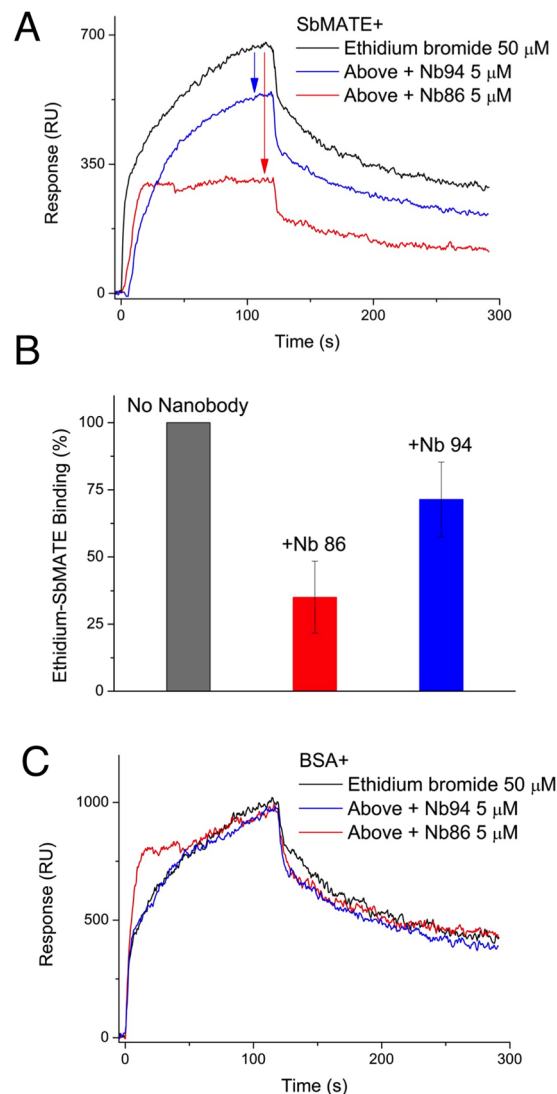 A
SbMATE+
Ethidium bromide 50 μM
Above + Nb94 5 μM
Above + Nb86 5 μM
Response (RU)
700
350
0
0
100
200
300
Time (s)
B
Ethidium-SbMATE Binding (%)
100
75
50
25
0
No Nanobody
+Nb 86
+Nb 94
C
BSA+
Ethidium bromide 50 μM
Above + Nb94 5 μM
Above + Nb86 5 μM
Response (RU)
1000
500
0
0
100
200
300
Time (s)